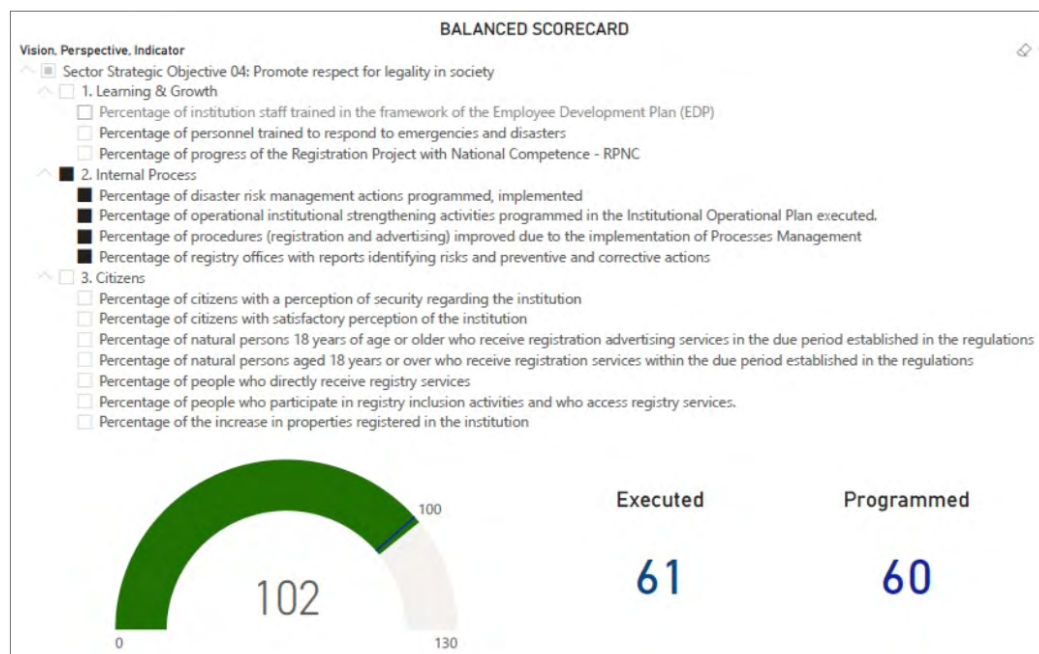 BALANCED SCORECARD
Vision, Perspective, Indicator
Sector Strategic Objective 04: Promote respect for legality in society
1. Learning & Growth
Percentage of institution staff trained in the framework of the Employee Development Plan (EDP)
Percentage of personnel trained to respond to emergencies and disasters
Percentage of progress of the Registration Project with National Competence - RPNC
2. Internal Process
Percentage of disaster risk management actions programmed, implemented
Percentage of operational institutional strengthening activities programmed in the Institutional Operational Plan executed.
Percentage of procedures (registration and advertising) improved due to the implementation of Processes Management
Percentage of registry offices with reports identifying risks and preventive and corrective actions
3. Citizens
Percentage of citizens with a perception of security regarding the institution
Percentage of citizens with satisfactory perception of the institution
Percentage of natural persons 18 years of age or older who receive registration advertising services in the due period established in the regulations
Percentage of natural persons aged 18 years or over who receive registration services within the due period established in the regulations
Percentage of people who directly receive registry services
Percentage of people who participate in registry inclusion activities and who access registry services.
Percentage of the increase in properties registered in the institution
100
102
0
130
Executed
61
Programmed
60